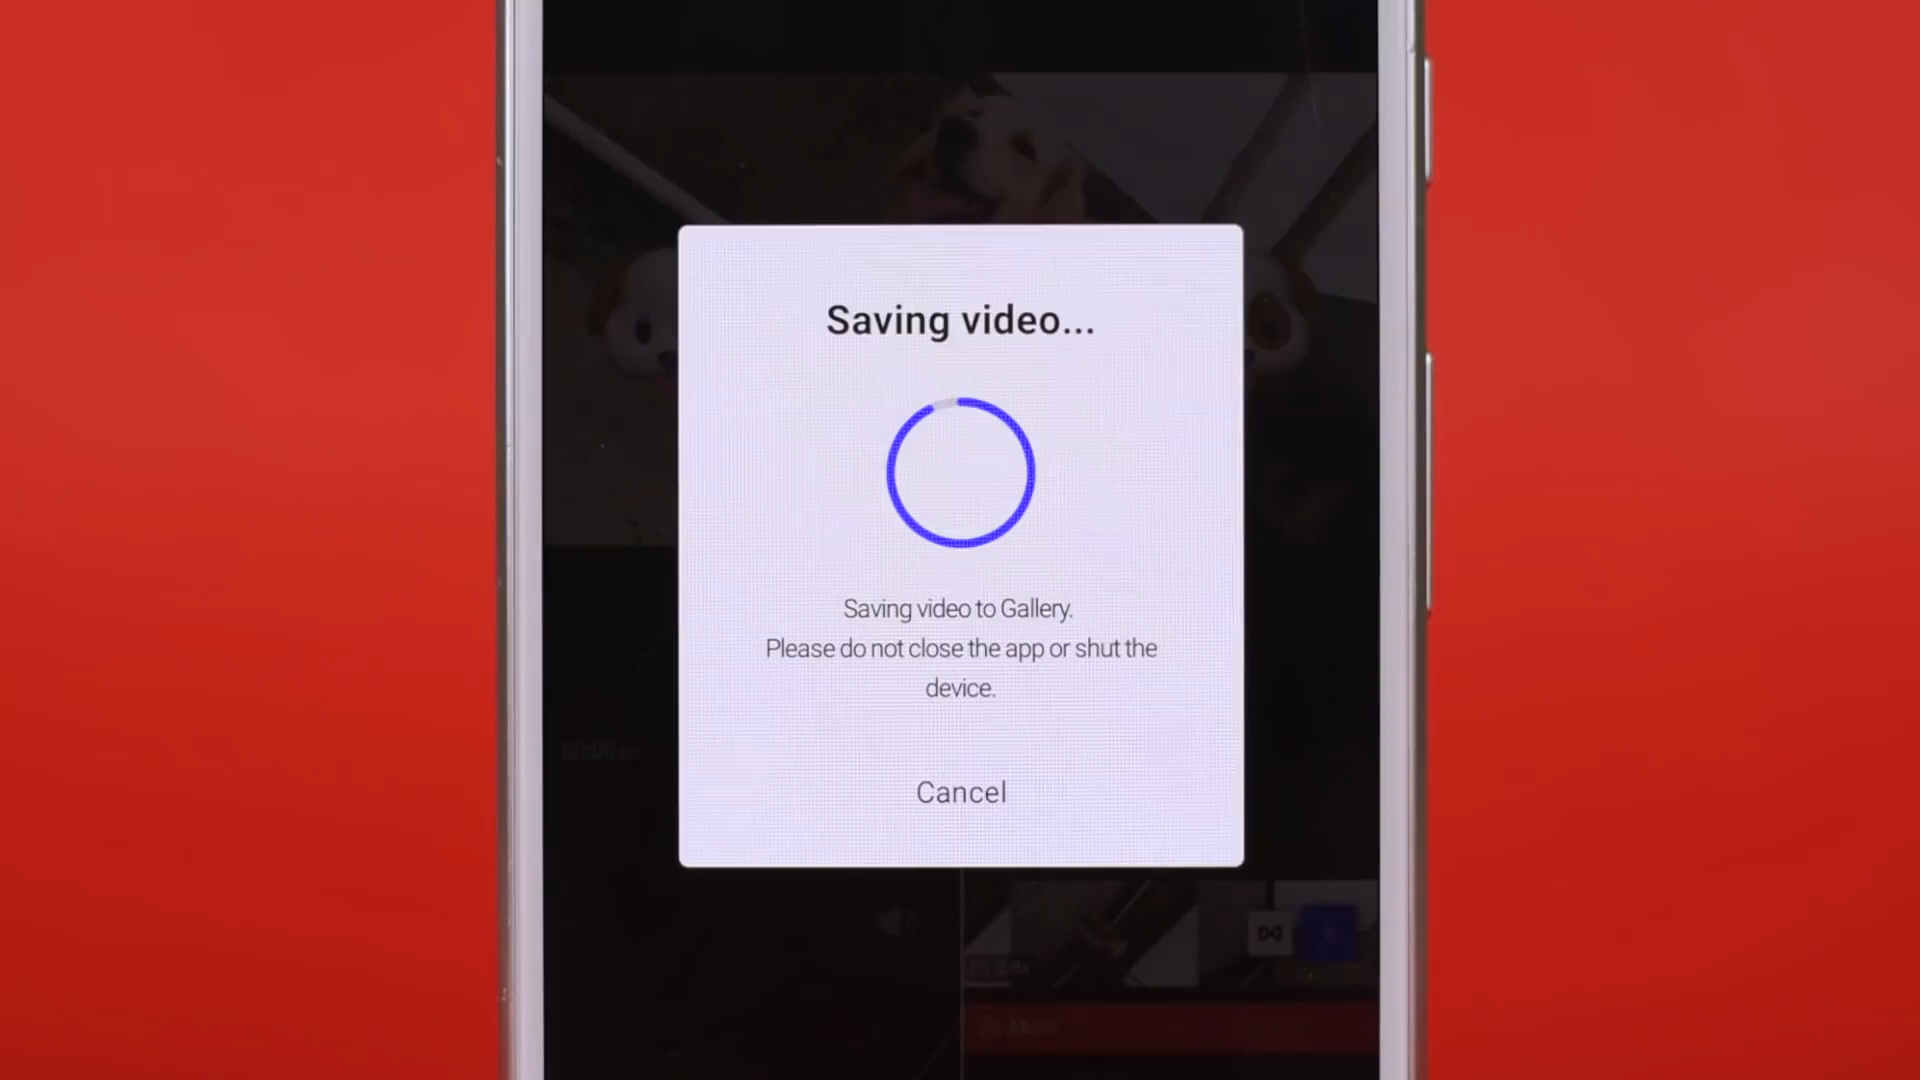 Saving video...
Saving video to Gallery.
Please do not close the app or shut the
device.
Cancel